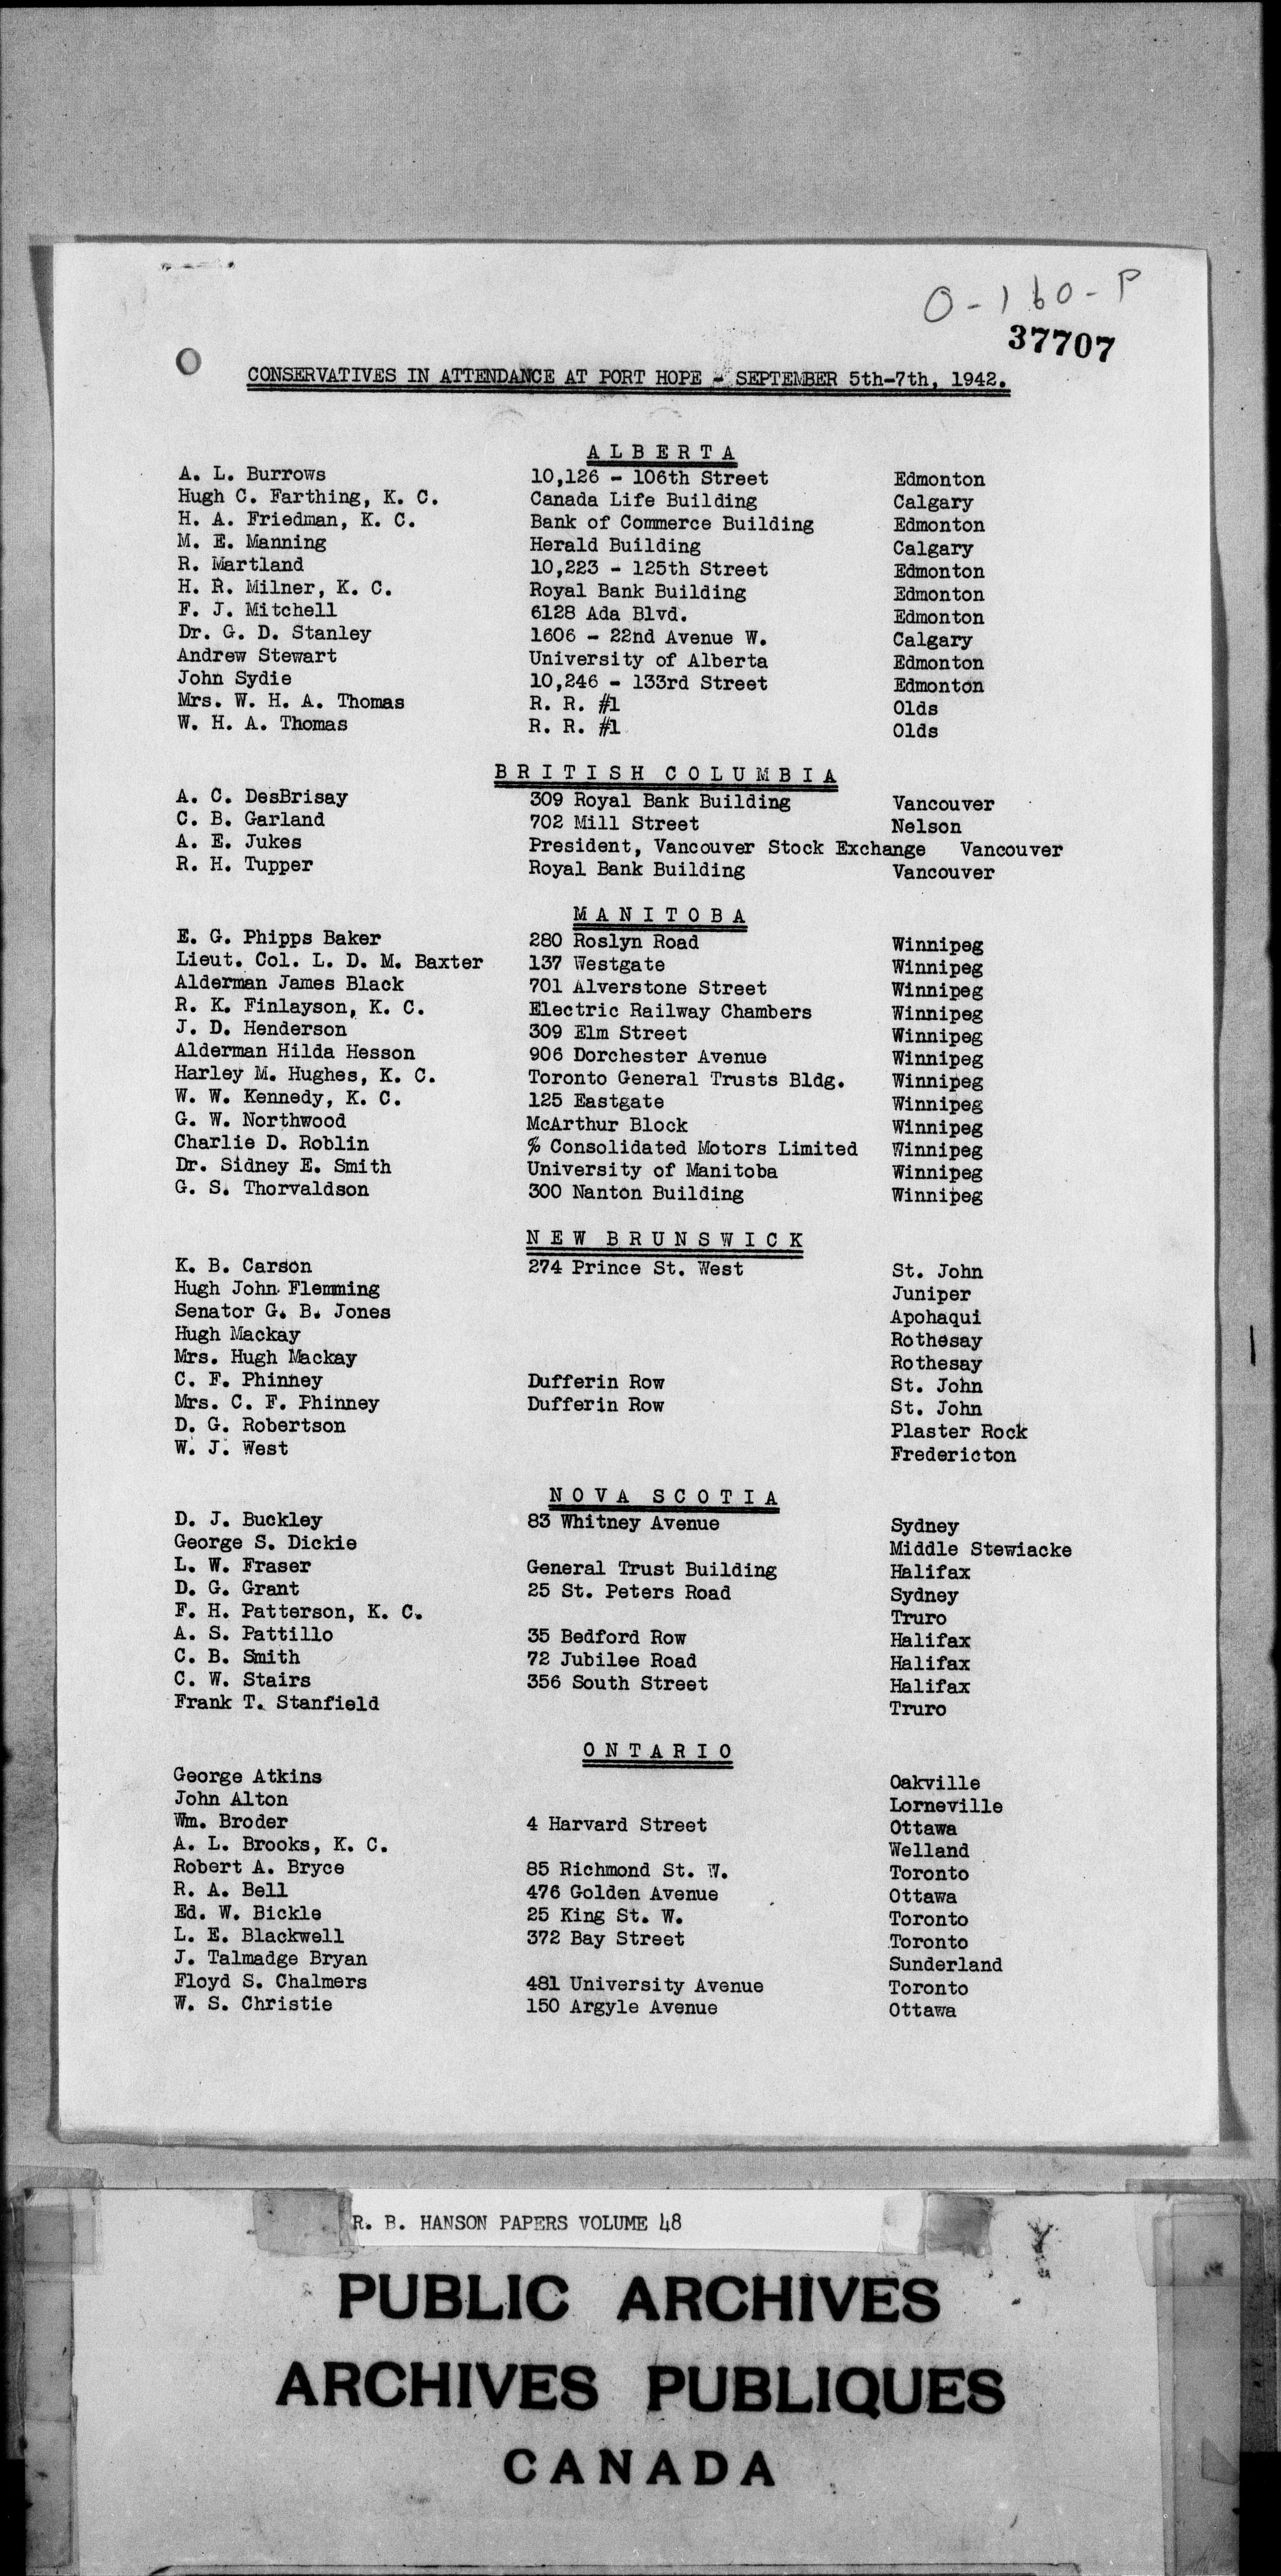 O-160-P
37707
CONSERVATIVES IN ATTENDANCE AT PORT HOPE - SEPTEMBER 5th-7th, 1942.
ALBERTA
A. L. Burrows 10,126 - 106th Street Edmonton
Hugh C. Farthing, K. C. Canada Life Building Calgary
H. A. Friedman, K. C. Bank of Commerce Building Edmonton
M. E. Manning Herald Building Calgary
R. Martland 10,223 - 125th Street Edmonton
H. R. Milner, K. C. Royal Bank Building Edmonton
F. J. Mitchell 6128 Ada Blvd. Edmonton
Dr. G. D. Stanley 1606 - 22nd Avenue W. Calgary
Andrew Stewart University of Alberta Edmonton
John Sydie 10,246 - 133rd Street Edmonton
Mrs. W. H. A. Thomas R. R. #1 Olds
W. H. A. Thomas R. R. #1 Olds
BRITISH COLUMBIA
A. C. DesBrisay 309 Royal Bank Building Vancouver
C. B. Garland 702 Mill Street Nelson
A. E. Jukes President, Vancouver Stock Exchange Vancouver
R. H. Tupper Royal Bank Building Vancouver
MANITOBA
E. G. Phipps Baker 280 Roslyn Road Winnipeg
Lieut. Col. L. D. M. Baxter 137 Westgate Winnipeg
Alderman James Black 701 Alverstone Street Winnipeg
R. K. Finlayson, K. C. Electric Railway Chambers Winnipeg
J. D. Henderson 309 Elm Street Winnipeg
Alderman Hilda Hesson 906 Dorchester Avenue Winnipeg
Harley M. Hughes, K. C. Toronto General Trusts Bldg. Winnipeg
W. W. Kennedy, K. C. 125 Eastgate Winnipeg
G. W. Northwood McArthur Block Winnipeg
Charlie D. Roblin % Consolidated Motors Limited Winnipeg
Dr. Sidney E. Smith University of Manitoba Winnipeg
G. S. Thorvaldson 300 Nanton Building Winnipeg
NEW BRUNSWICK
K. B. Carson 274 Prince St. West St. John
Hugh John Flemming Juniper
Senator G. B. Jones Apohaqui
Hugh Mackay Rothesay
Mrs. Hugh Mackay Rothesay
C. F. Phinney Dufferin Row St. John
Mrs. C. F. Phinney Dufferin Row St. John
D. G. Robertson Plaster Rock
W. J. West Fredericton
NOVA SCOTIA
D. J. Buckley 83 Whitney Avenue Sydney
George S. Dickie Middle Stewiacke
L. W. Fraser General Trust Building Halifax
D. G. Grant 25 St. Peters Road Sydney
F. H. Patterson, K. C. Truro
A. S. Pattillo 35 Bedford Row Halifax
C. B. Smith 72 Jubilee Road Halifax
C. W. Stairs 356 South Street Halifax
Frank T. Stanfield Truro
ONTARIO
George Atkins Oakville
John Alton Lorneville
Wm. Broder 4 Harvard Street Ottawa
A. L. Brooks, K. C. Welland
Robert A. Bryce 85 Richmond St. W. Toronto
R. A. Bell 476 Golden Avenue Ottawa
Ed. W. Bickle 25 King St. W. Toronto
L. E. Blackwell 372 Bay Street Toronto
J. Talmadge Bryan Sunderland
Floyd S. Chalmers 481 University Avenue Toronto
W. S. Christie 150 Argyle Avenue Ottawa
R. B. HANSON PAPERS VOLUME 48
PUBLIC ARCHIVES
ARCHIVES PUBLIQUES
CANADA